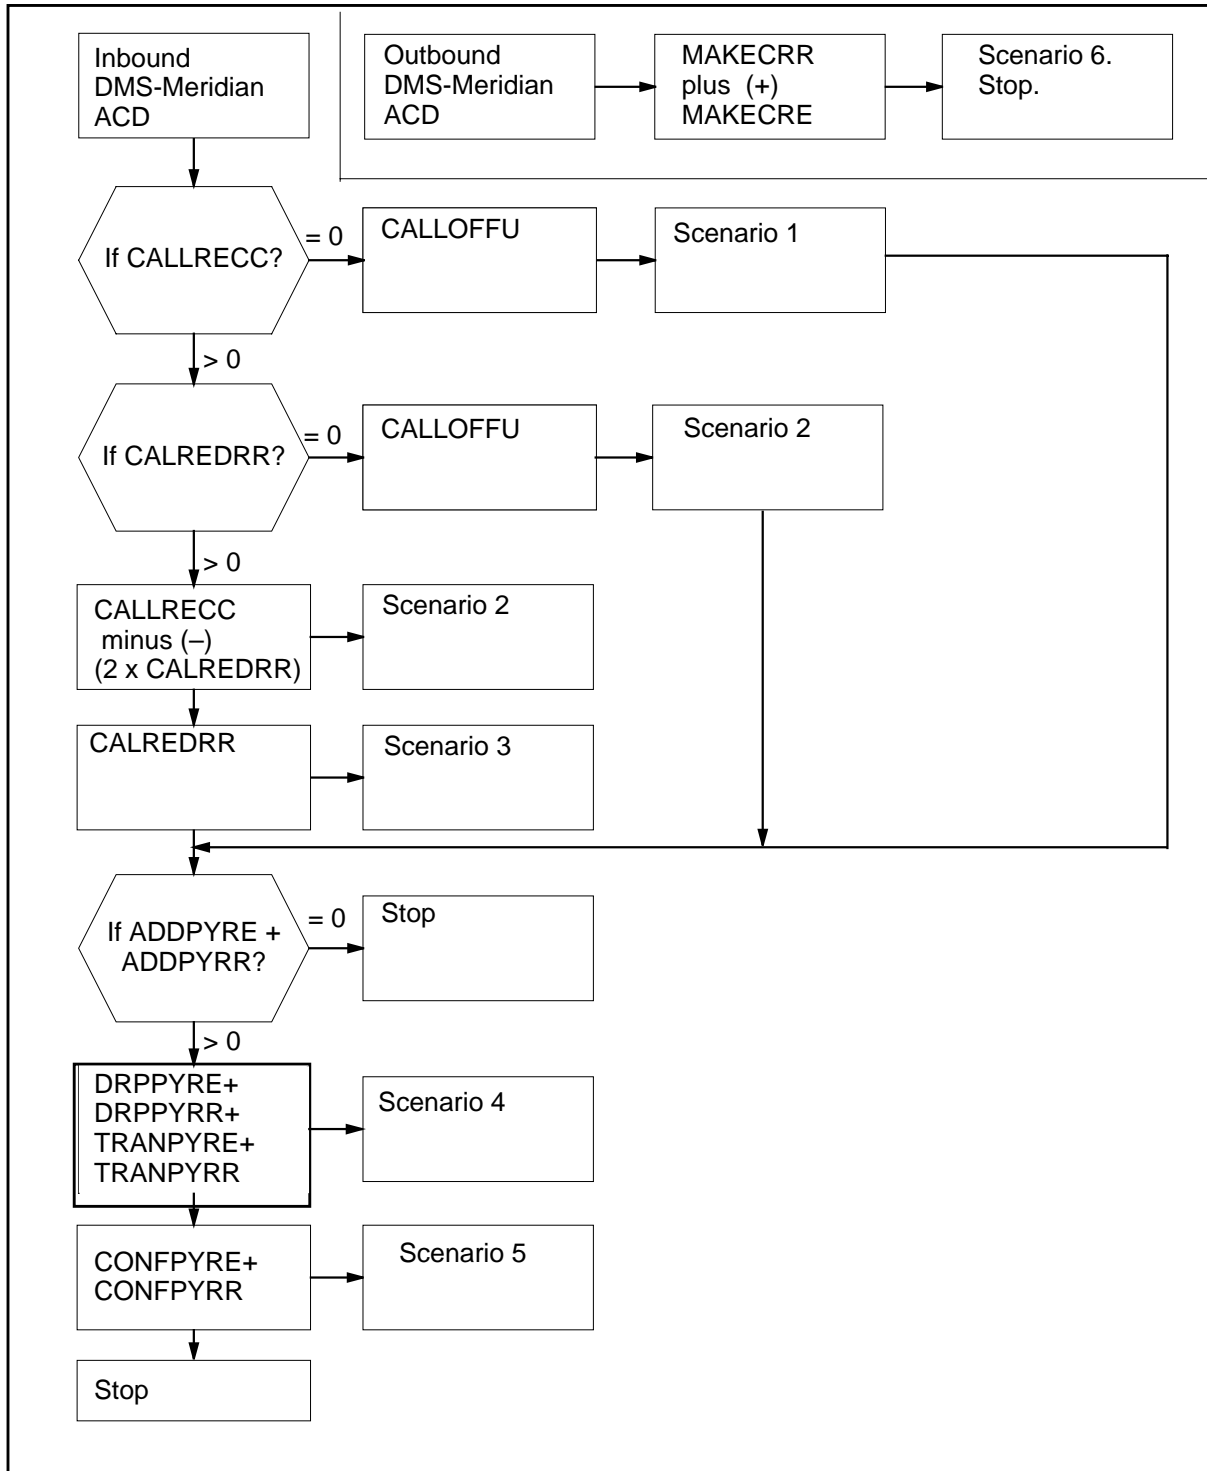 Inbound
DMS-Meridian
ACD
Outbound
DMS-Meridian
ACD
MAKECRR
plus (+)
MAKECRE
Scenario 6.
Stop.
If CALLRECC?
= 0
CALLOFFU
Scenario 1
> 0
If CALREDRR?
=0
CALLOFFU
Scenario 2
> 0
CALLRECC
minus (–)
(2 x CALREDRR)
Scenario 2
CALREDRR
Scenario 3
If ADDPYRE +
ADDPYRR?
= 0
Stop
> 0
DRPPYRE+
DRPPYRR+
TRANPYRE+
TRANPYRR
Scenario 4
CONFPYRE+
CONFPYRR
Scenario 5
Stop